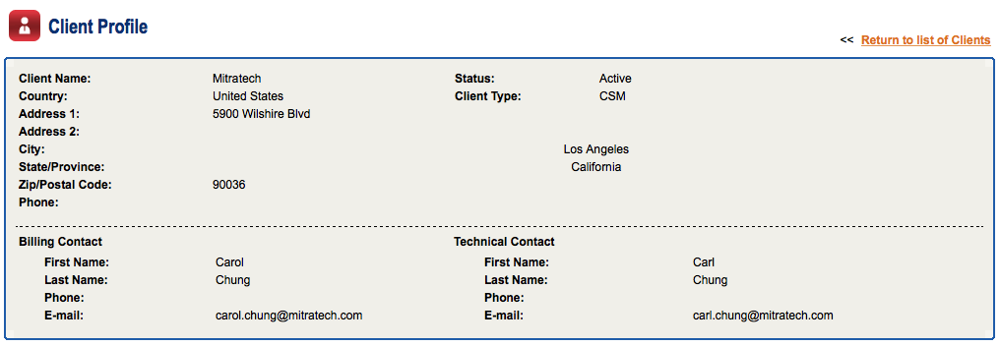 Client Profile
<< Return to list of Clients
Client Name: Mitratech Status: Active
Country: United States Client Type: CSM
Address 1: 5900 Wilshire Blvd
Address 2:
City: Los Angeles
State/Province: California
Zip/Postal Code: 90036
Phone:
Billing Contact Technical Contact
First Name: Carol First Name: Carl
Last Name: Chung Last Name: Chung
Phone: Phone:
E-mail: carol.chung@mitratech.com E-mail: carl.chung@mitratech.com